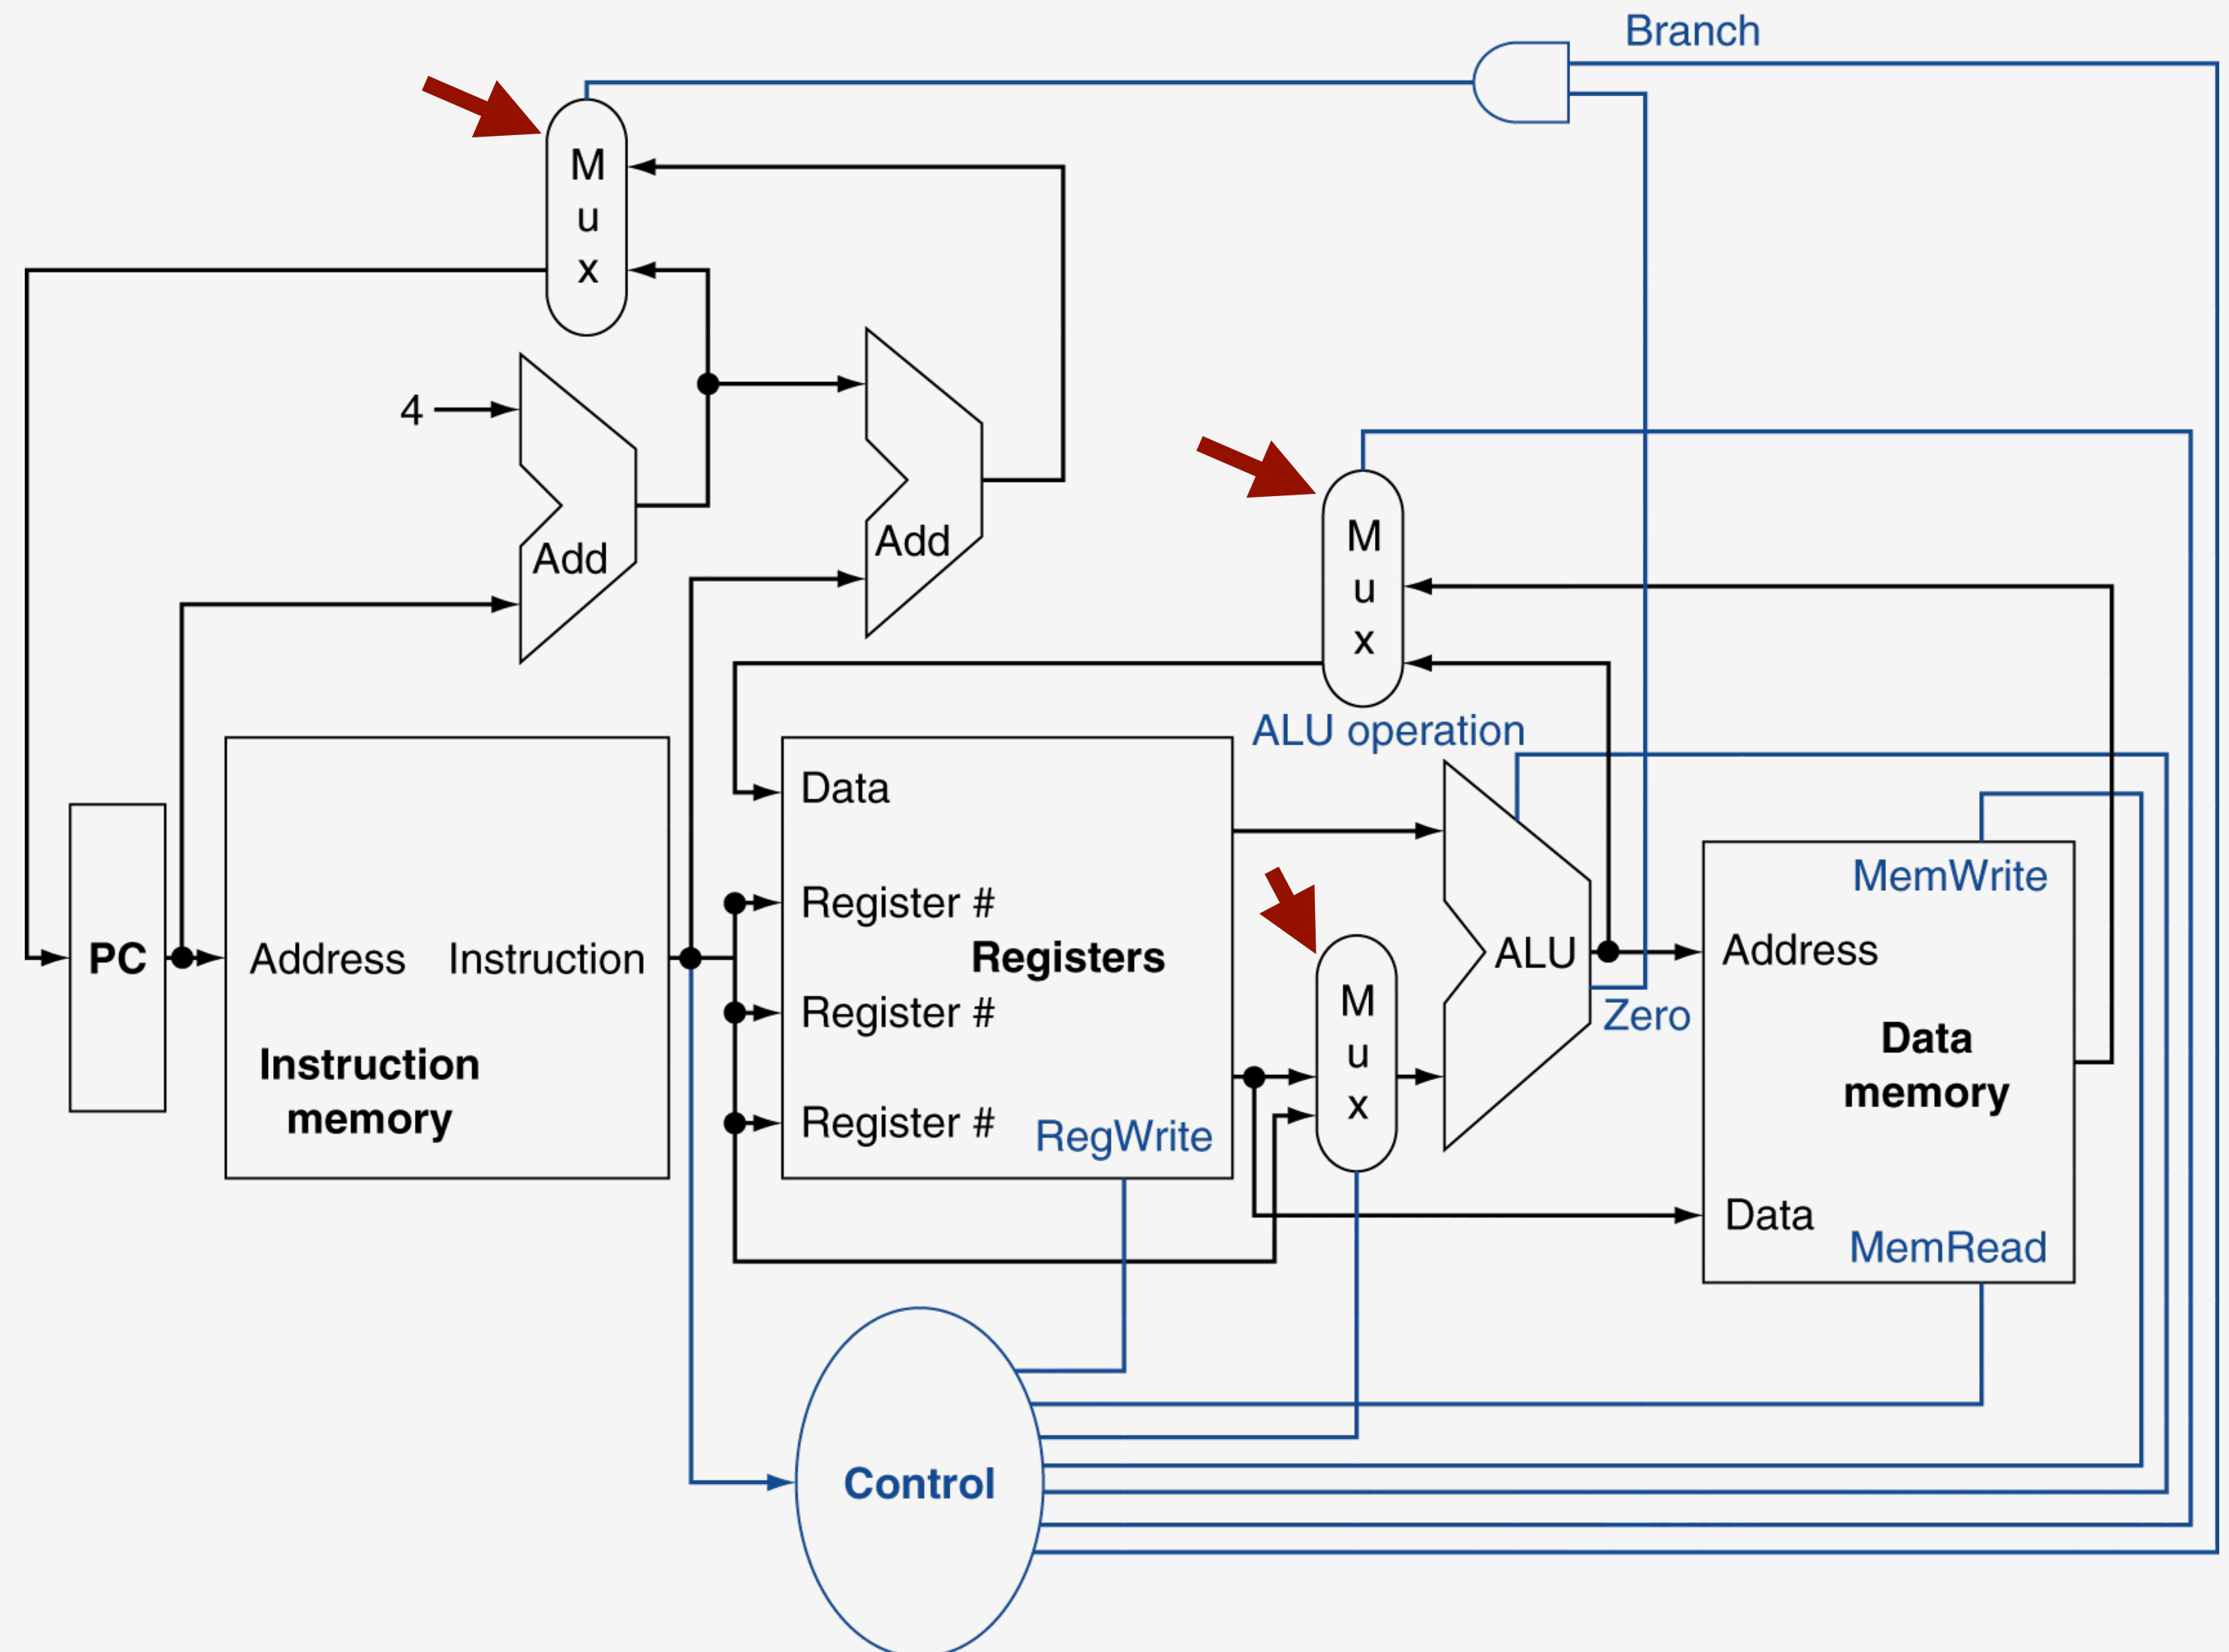 Branch
M
u
x
4
Add
Add
M
u
x
ALU operation
Data
Register #
Registers
Register #
Register #
RegWrite
PC
Address
Instruction
Instruction
memory
M
u
x
ALU
Zero
MemWrite
Address
Data
memory
Data
MemRead
Control